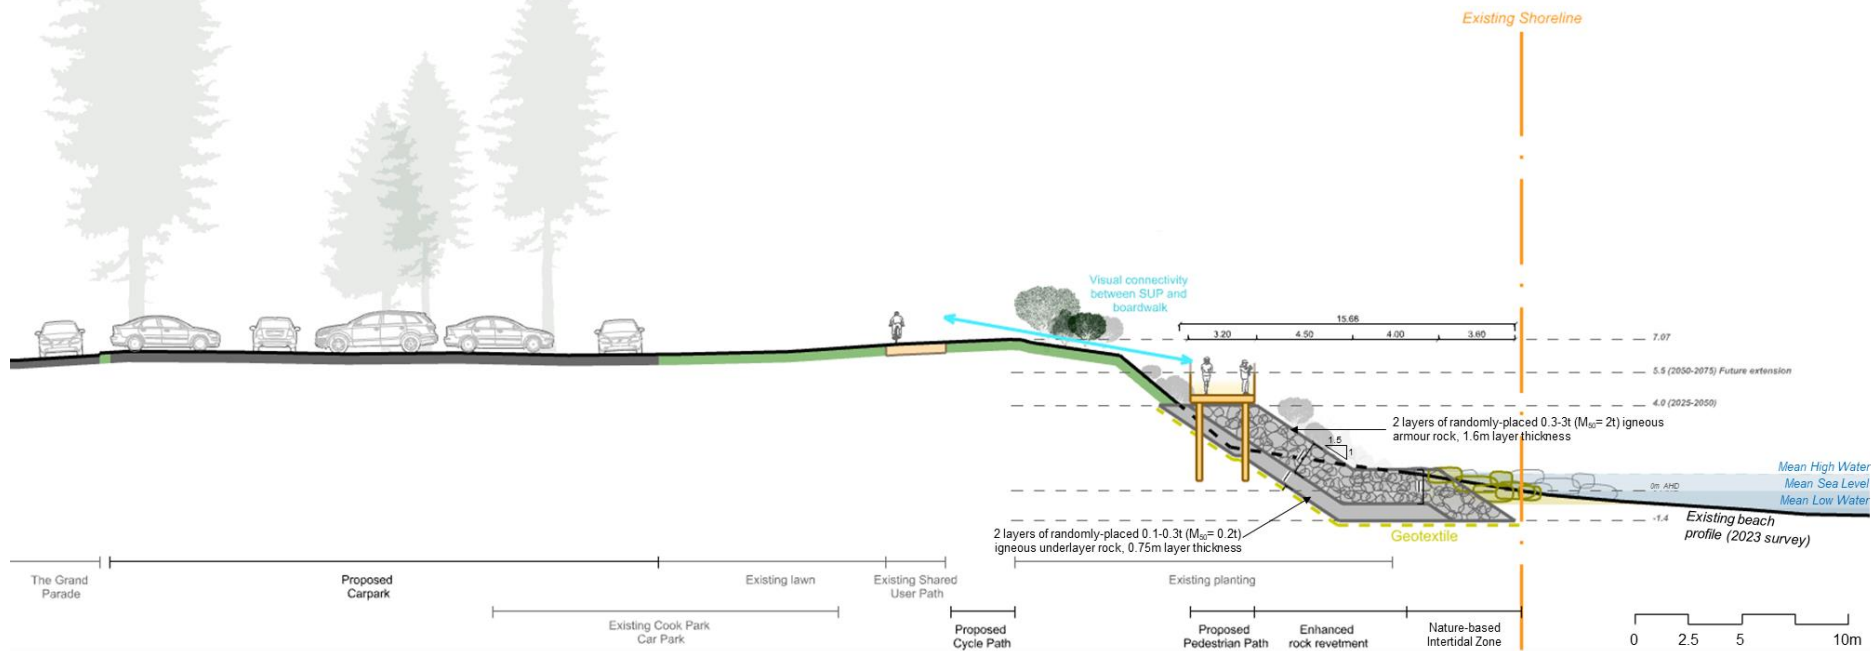 Existing Shoreline
Visual connectivity
between SUP and
boardwalk
15.66
3.20
4.50
4.00
3.60
7.07
5.5 (2050-2075) Future extension
4.0 (2025-2050)
2 layers of randomly-placed 0.3-3t (M50= 2t) igneous
armour rock, 1.6m layer thickness
1.5
1
Mean High Water
0m AHD
Mean Sea Level
Mean Low Water
-1.4
Existing beach
profile (2023 survey)
2 layers of randomly-placed 0.1-0.3t (M50= 0.2t)
igneous underlayer rock, 0.75m layer thickness
Geotextile
The Grand
Parade
Proposed
Carpark
Existing lawn
Existing Shared
User Path
Existing planting
Existing Cook Park
Car Park
Proposed
Cycle Path
Proposed
Pedestrian Path
Enhanced
rock revetment
Nature-based
Intertidal Zone
0
2.5
5
10m